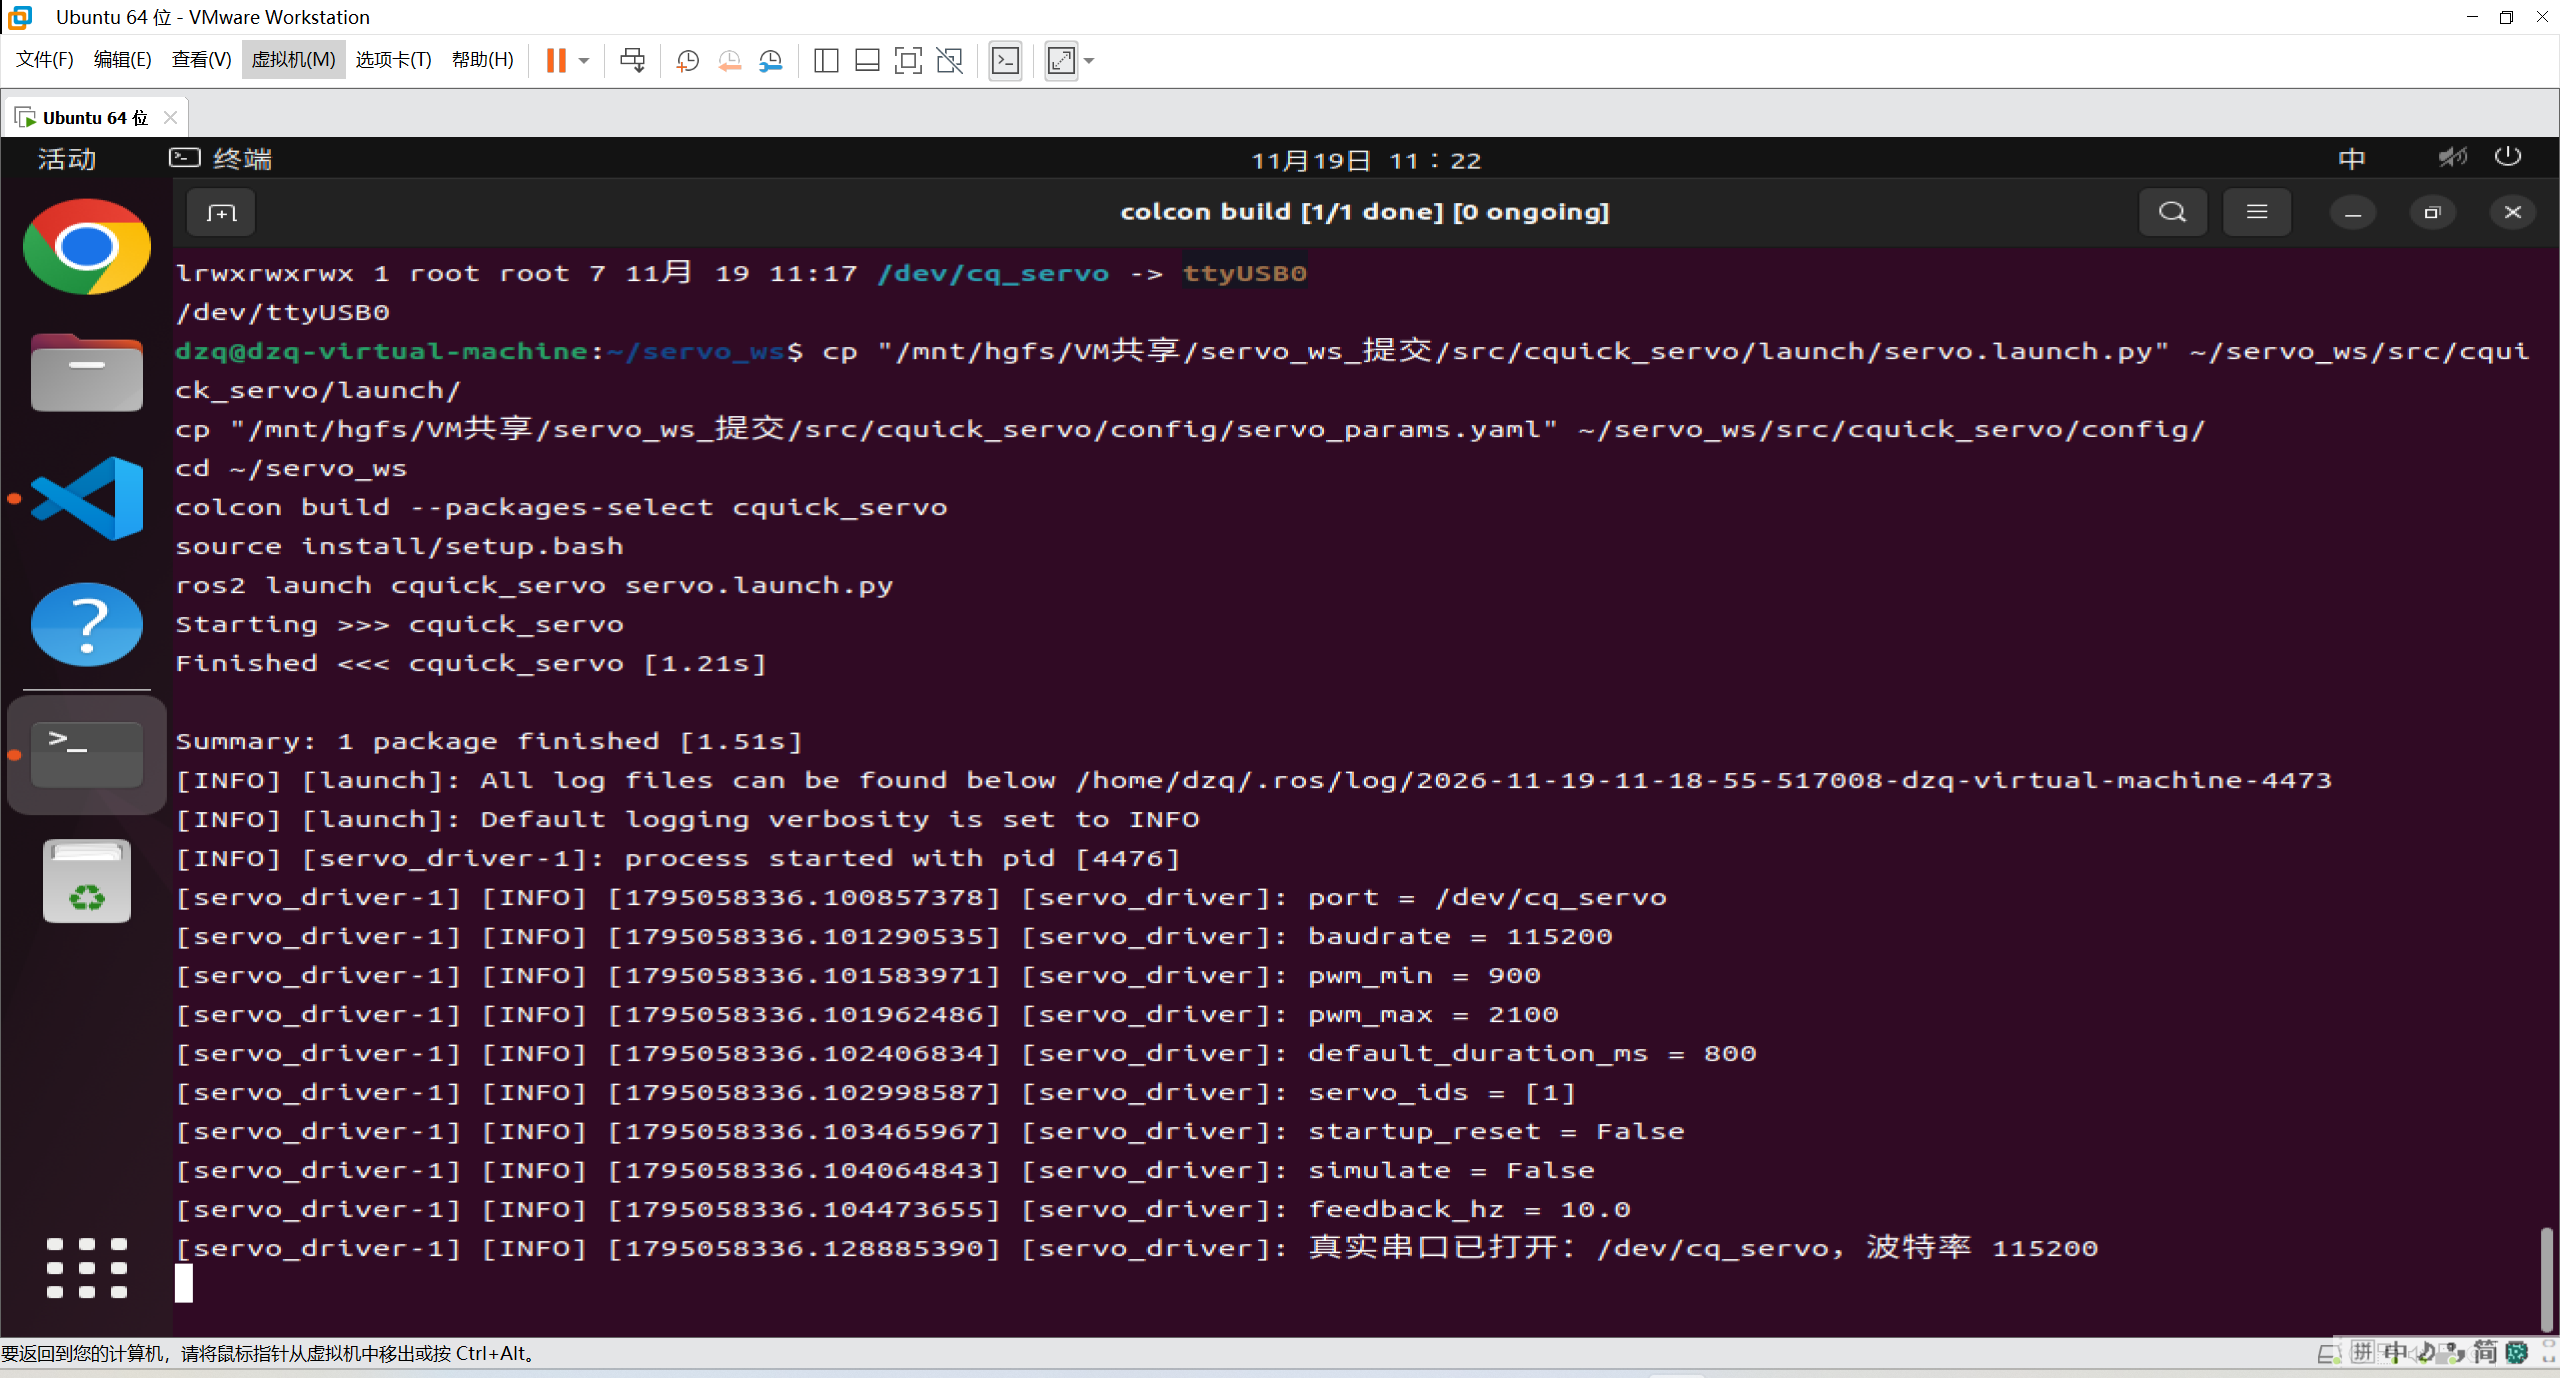 Ubuntu 64 位 - VMware Workstation
文件(F) 编辑(E) 查看(V) 虚拟机(M) 选项卡(T) 帮助(H)
Ubuntu 64 位
活动 终端 11月19日 11：22 中
colcon build [1/1 done] [0 ongoing]
lrwxrwxrwx 1 root root 7 11月 19 11:17 /dev/cq_servo -> ttyUSB0
/dev/ttyUSB0
dzq@dzq-virtual-machine:~/servo_ws$ cp "/mnt/hgfs/VM共享/servo_ws_提交/src/cquick_servo/launch/servo.launch.py" ~/servo_ws/src/cqui
ck_servo/launch/
cp "/mnt/hgfs/VM共享/servo_ws_提交/src/cquick_servo/config/servo_params.yaml" ~/servo_ws/src/cquick_servo/config/
cd ~/servo_ws
colcon build --packages-select cquick_servo
source install/setup.bash
ros2 launch cquick_servo servo.launch.py
Starting >>> cquick_servo
Finished <<< cquick_servo [1.21s]
Summary: 1 package finished [1.51s]
[INFO] [launch]: All log files can be found below /home/dzq/.ros/log/2026-11-19-11-18-55-517008-dzq-virtual-machine-4473
[INFO] [launch]: Default logging verbosity is set to INFO
[INFO] [servo_driver-1]: process started with pid [4476]
[servo_driver-1] [INFO] [1795058336.100857378] [servo_driver]: port = /dev/cq_servo
[servo_driver-1] [INFO] [1795058336.101290535] [servo_driver]: baudrate = 115200
[servo_driver-1] [INFO] [1795058336.101583971] [servo_driver]: pwm_min = 900
[servo_driver-1] [INFO] [1795058336.101962486] [servo_driver]: pwm_max = 2100
[servo_driver-1] [INFO] [1795058336.102406834] [servo_driver]: default_duration_ms = 800
[servo_driver-1] [INFO] [1795058336.102998587] [servo_driver]: servo_ids = [1]
[servo_driver-1] [INFO] [1795058336.103465967] [servo_driver]: startup_reset = False
[servo_driver-1] [INFO] [1795058336.104064843] [servo_driver]: simulate = False
[servo_driver-1] [INFO] [1795058336.104473655] [servo_driver]: feedback_hz = 10.0
[servo_driver-1] [INFO] [1795058336.128885390] [servo_driver]: 真实串口已打开：/dev/cq_servo，波特率 115200
要返回到您的计算机，请将鼠标指针从虚拟机中移出或按 Ctrl+Alt。
拼 中 简